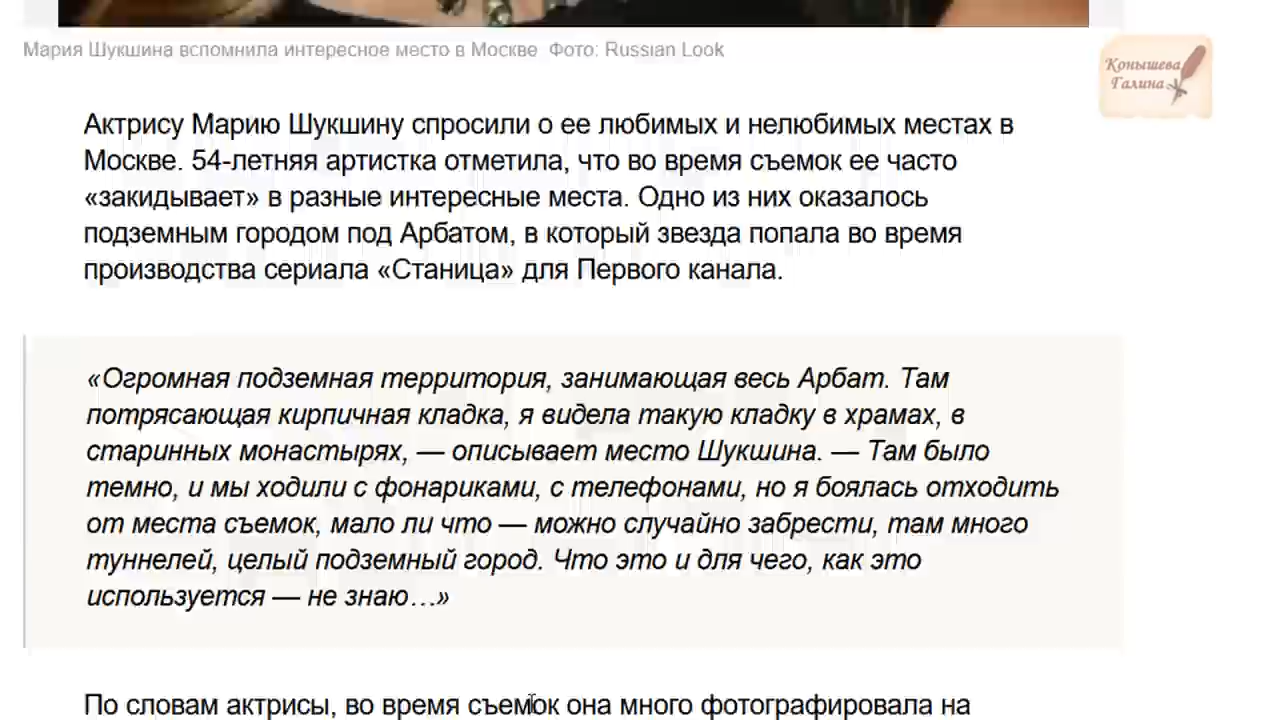 Мария Шукшина вспомнила интересное место в Москве Фото: Russian Look
Конышева
Галина
Актрису Марию Шукшину спросили о ее любимых и нелюбимых местах в
Москве. 54-летняя артистка отметила, что во время съемок ее часто
«закидывает» в разные интересные места. Одно из них оказалось
подземным городом под Арбатом, в который звезда попала во время
производства сериала «Станица» для Первого канала.
«Огромная подземная территория, занимающая весь Арбат. Там
потрясающая кирпичная кладка, я видела такую кладку в храмах, в
старинных монастырях, — описывает место Шукшина. — Там было
темно, и мы ходили с фонариками, с телефонами, но я боялась отходить
от места съемок, мало ли что — можно случайно забрести, там много
туннелей, целый подземный город. Что это и для чего, как это
используется — не знаю…»
По словам актрисы, во время съемок она много фотографировала на